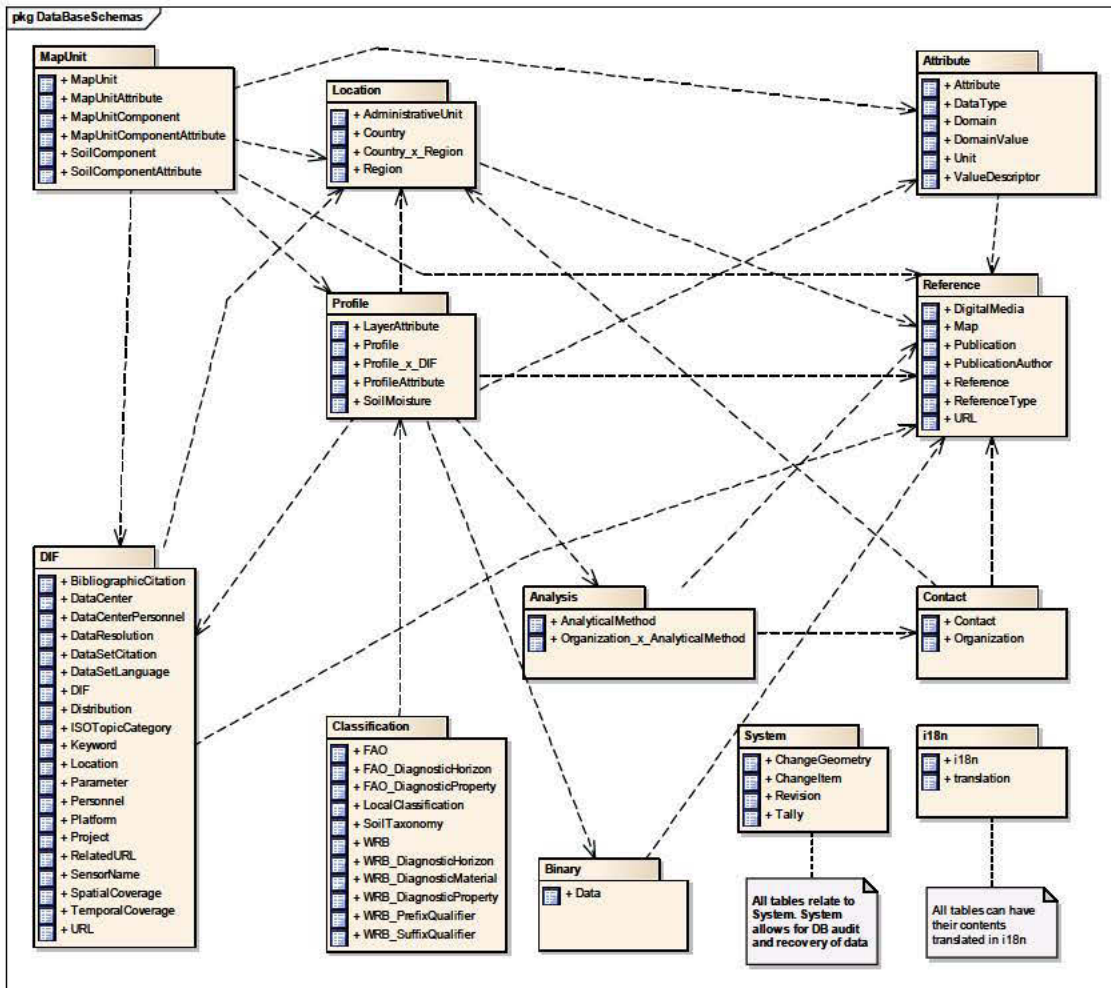 pkg DataBaseSchemas
MapUnit
+ MapUnit
+ MapUnitAttribute
+ MapUnitComponent
+ MapUnitComponentAttribute
+ SoilComponent
+ SoilComponentAttribute
Location
+ AdministrativeUnit
+ Country
+ Country_x_Region
+ Region
Attribute
+ Attribute
+ DataType
+ Domain
+ DomainValue
+ Unit
+ ValueDescriptor
Profile
+ LayerAttribute
+ Profile
+ Profile_x_DIF
+ ProfileAttribute
+ SoilMoisture
Reference
+ DigitalMedia
+ Map
+ Publication
+ PublicationAuthor
+ Reference
+ ReferenceType
+ URL
DIF
+ BibliographicCitation
+ DataCenter
+ DataCenterPersonnel
+ DataResolution
+ DataSetCitation
+ DataSetLanguage
+ DIF
+ Distribution
+ ISOTopicCategory
+ Keyword
+ Location
+ Parameter
+ Personnel
+ Platform
+ Project
+ RelatedURL
+ SensorName
+ SpatialCoverage
+ TemporalCoverage
+ URL
Analysis
+ AnalyticalMethod
+ Organization_x_AnalyticalMethod
Contact
+ Contact
+ Organization
Classification
+ FAO
+ FAO_DiagnosticHorizon
+ FAO_DiagnosticProperty
+ LocalClassification
+ SoilTaxonomy
+ WRB
+ WRB_DiagnosticHorizon
+ WRB_DiagnosticMaterial
+ WRB_DiagnosticProperty
+ WRB_PrefixQualifier
+ WRB_SuffixQualifier
System
+ ChangeGeometry
+ ChangeItem
+ Revision
+ Tally
i18n
+ i18n
+ translation
Binary
+ Data
All tables relate to
System. System
allows for DB audit
and recovery of data
All tables can have
their contents
translated in i18n